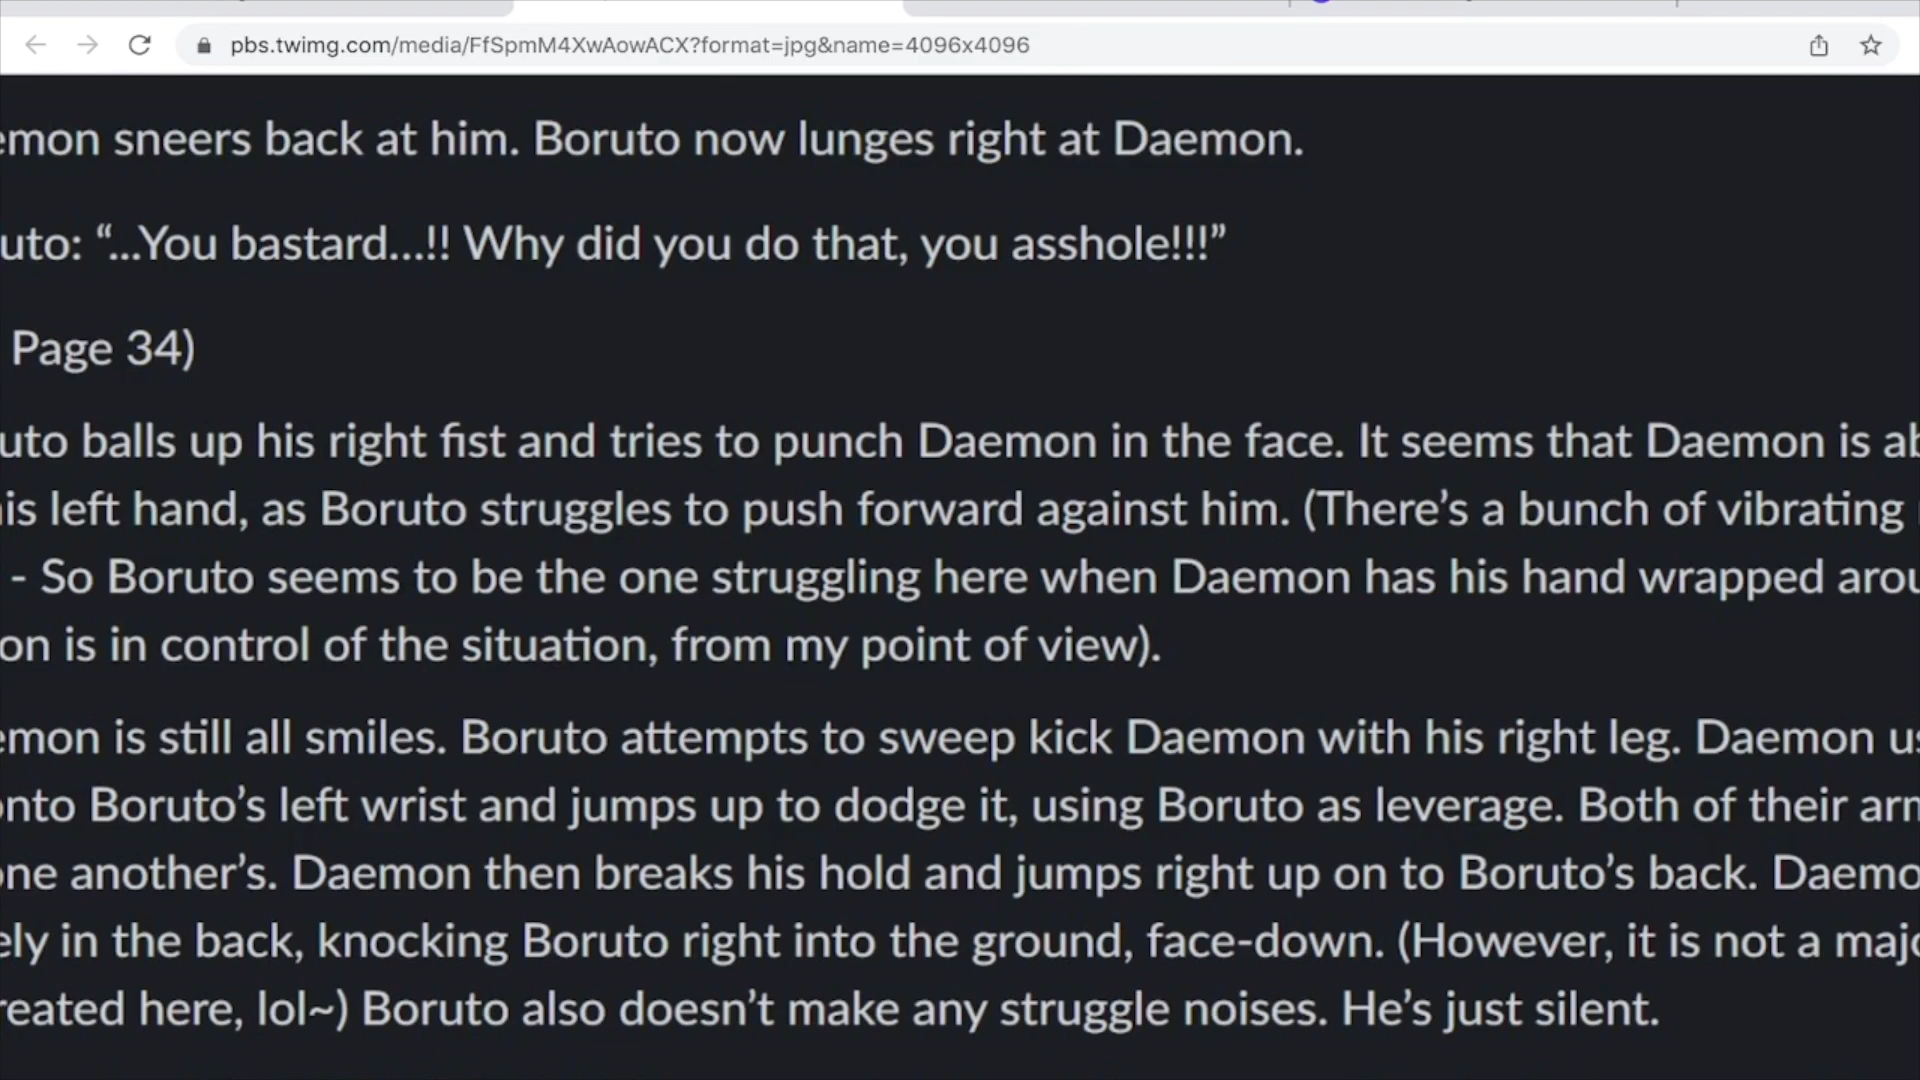 pbs.twimg.com/media/FfSpmM4XwAowACX?format=jpg&name=4096x4096
emon sneers back at him. Boruto now lunges right at Daemon.
uto: “...You bastard...!! Why did you do that, you asshole!!!”
Page 34)
uto balls up his right fist and tries to punch Daemon in the face. It seems that Daemon is ab
is left hand, as Boruto struggles to push forward against him. (There’s a bunch of vibrating
- So Boruto seems to be the one struggling here when Daemon has his hand wrapped arou
on is in control of the situation, from my point of view).
emon is still all smiles. Boruto attempts to sweep kick Daemon with his right leg. Daemon us
onto Boruto’s left wrist and jumps up to dodge it, using Boruto as leverage. Both of their arm
one another’s. Daemon then breaks his hold and jumps right up on to Boruto’s back. Daemo
ely in the back, knocking Boruto right into the ground, face-down. (However, it is not a majo
reated here, lol~) Boruto also doesn’t make any struggle noises. He’s just silent.